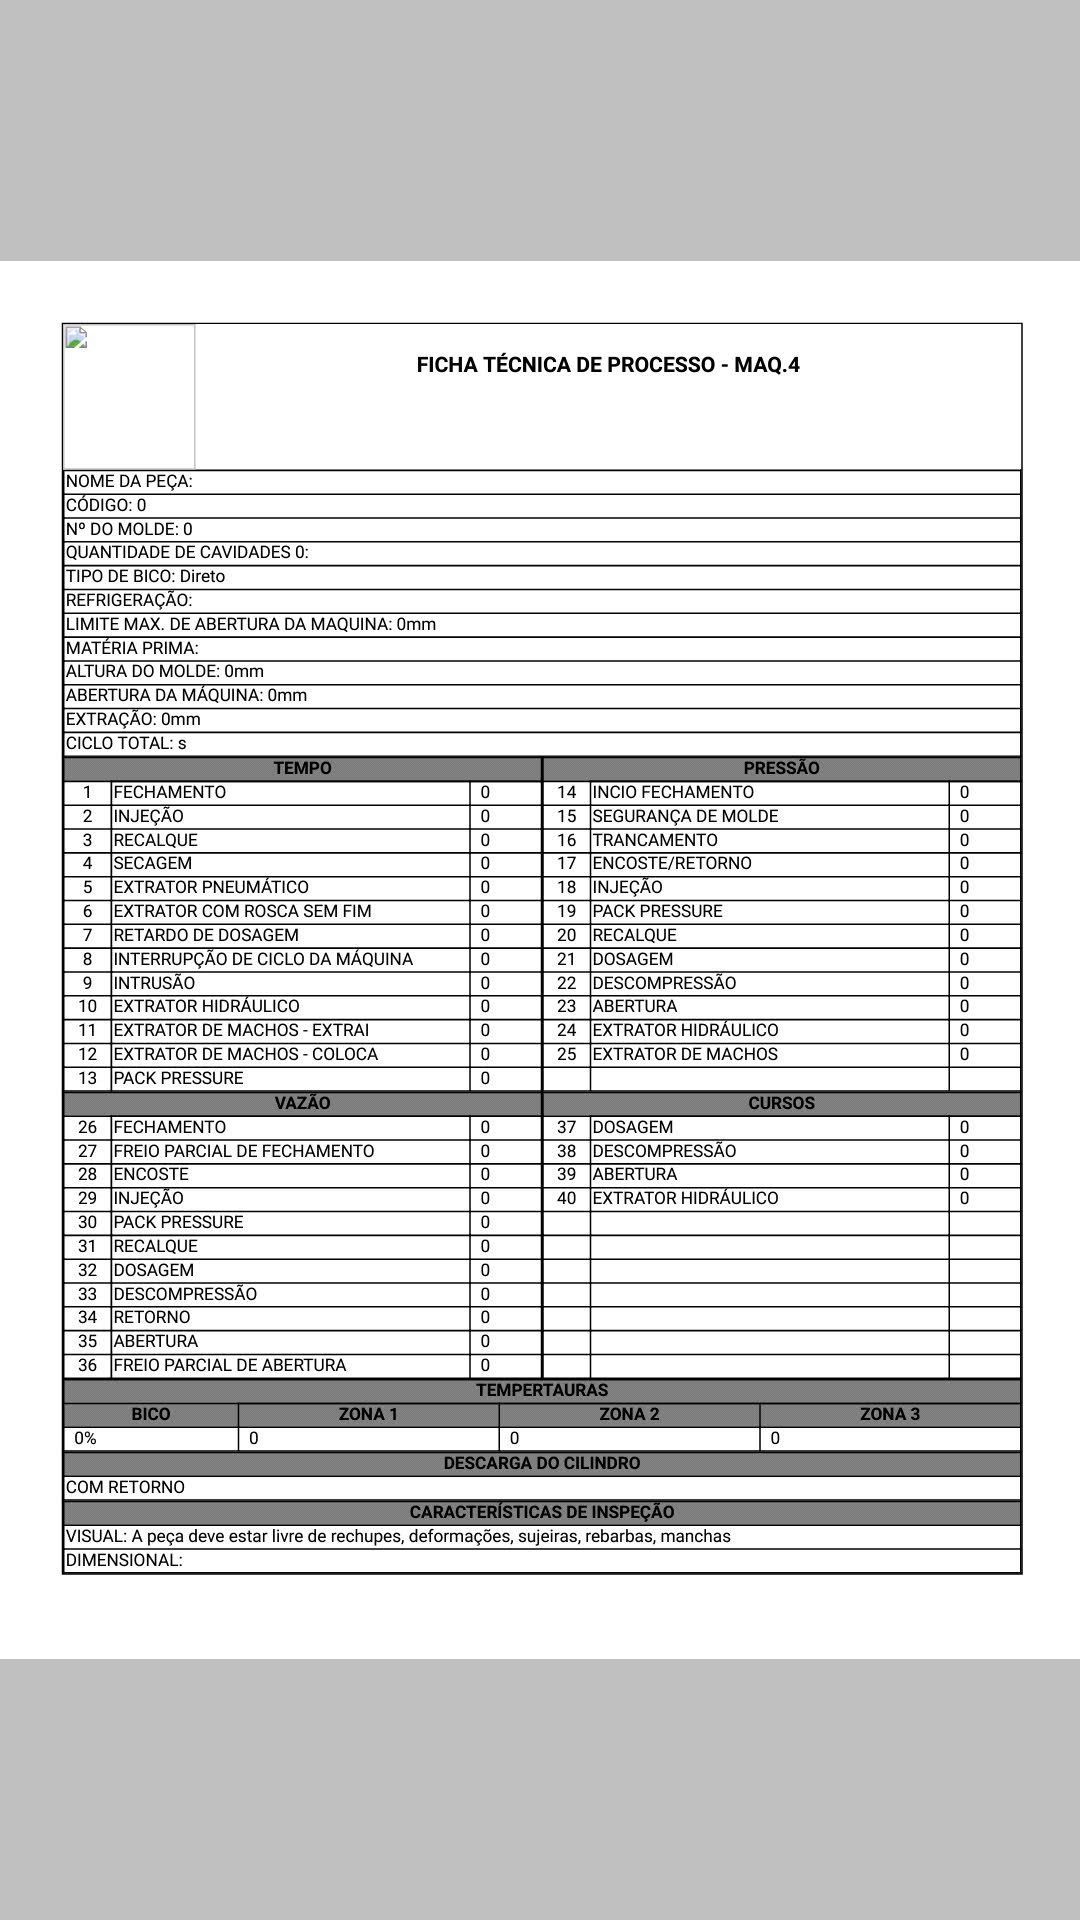 FICHA TÉCNICA DE PROCESSO - MAQ.4
NOME DA PEÇA:
CÓDIGO: 0
Nº DO MOLDE: 0
QUANTIDADE DE CAVIDADES 0:
TIPO DE BICO: Direto
REFRIGERAÇÃO:
LIMITE MAX. DE ABERTURA DA MAQUINA: 0mm
MATÉRIA PRIMA:
ALTURA DO MOLDE: 0mm
ABERTURA DA MÁQUINA: 0mm
EXTRAÇÃO: 0mm
CICLO TOTAL: s
TEMPO PRESSÃO
1 FECHAMENTO 0 14 INCIO FECHAMENTO 0
2 INJEÇÃO 0 15 SEGURANÇA DE MOLDE 0
3 RECALQUE 0 16 TRANCAMENTO 0
4 SECAGEM 0 17 ENCOSTE/RETORNO 0
5 EXTRATOR PNEUMÁTICO 0 18 INJEÇÃO 0
6 EXTRATOR COM ROSCA SEM FIM 0 19 PACK PRESSURE 0
7 RETARDO DE DOSAGEM 0 20 RECALQUE 0
8 INTERRUPÇÃO DE CICLO DA MÁQUINA 0 21 DOSAGEM 0
9 INTRUSÃO 0 22 DESCOMPRESSÃO 0
10 EXTRATOR HIDRÁULICO 0 23 ABERTURA 0
11 EXTRATOR DE MACHOS - EXTRAI 0 24 EXTRATOR HIDRÁULICO 0
12 EXTRATOR DE MACHOS - COLOCA 0 25 EXTRATOR DE MACHOS 0
13 PACK PRESSURE 0
VAZÃO CURSOS
26 FECHAMENTO 0 37 DOSAGEM 0
27 FREIO PARCIAL DE FECHAMENTO 0 38 DESCOMPRESSÃO 0
28 ENCOSTE 0 39 ABERTURA 0
29 INJEÇÃO 0 40 EXTRATOR HIDRÁULICO 0
30 PACK PRESSURE 0
31 RECALQUE 0
32 DOSAGEM 0
33 DESCOMPRESSÃO 0
34 RETORNO 0
35 ABERTURA 0
36 FREIO PARCIAL DE ABERTURA 0
TEMPERTAURAS
BICO ZONA 1 ZONA 2 ZONA 3
0% 0 0 0
DESCARGA DO CILINDRO
COM RETORNO
CARACTERÍSTICAS DE INSPEÇÃO
VISUAL: A peça deve estar livre de rechupes, deformações, sujeiras, rebarbas, manchas
DIMENSIONAL: